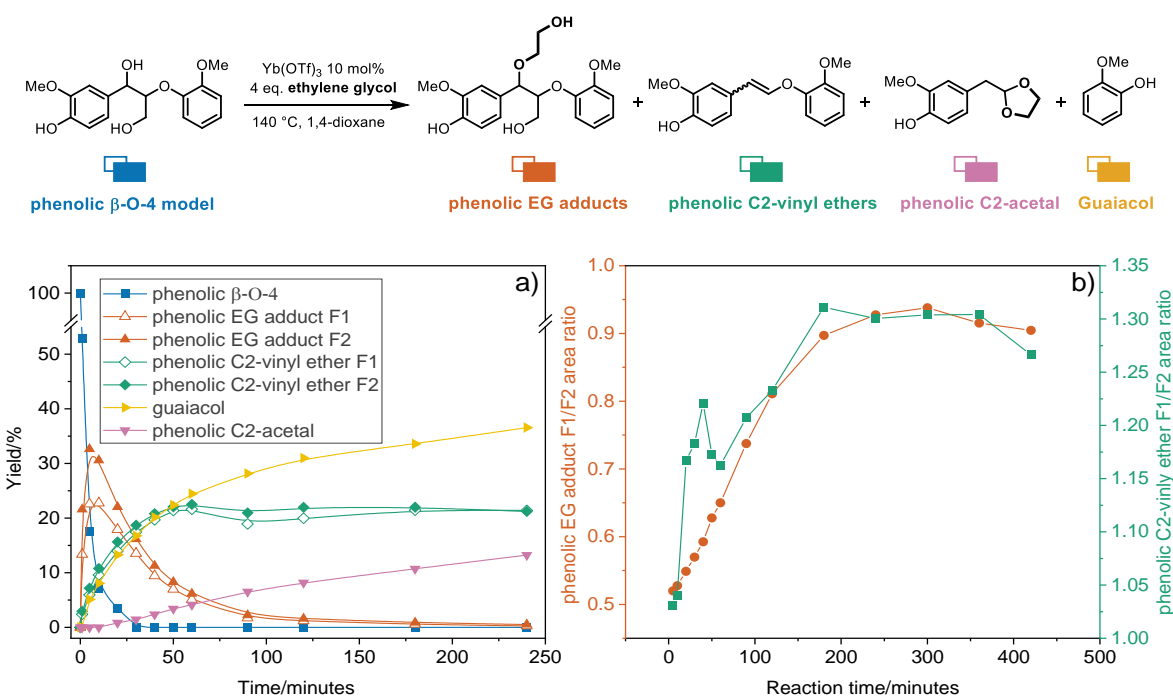 OH
OH
O
MeO
O
OMe
HO
HO
Yb(OTf)3 10 mol%
4 eq. ethylene glycol
140 °C, 1,4-dioxane
OH
O
MeO
O
OMe
HO
HO
+
MeO
O
OMe
HO
+
MeO
O
O
HO
+
OMe
OH
phenolic β-O-4 model
phenolic EG adducts
phenolic C2-vinyl ethers
phenolic C2-acetal
Guaiacol
a)
phenolic β-O-4
phenolic EG adduct F1
phenolic EG adduct F2
phenolic C2-vinyl ether F1
phenolic C2-vinyl ether F2
guaiacol
phenolic C2-acetal
Yield/%
100
50
40
30
20
10
0
0 50 100 150 200 250
Time/minutes
b)
phenolic EG adduct F1/F2 area ratio
1.0
0.9
0.8
0.7
0.6
0.5
0 100 200 300 400 500
Reaction time/minutes
1.35
1.30
1.25
1.20
1.15
1.10
1.05
1.00
phenolic C2-vinly ether F1/F2 area ratio